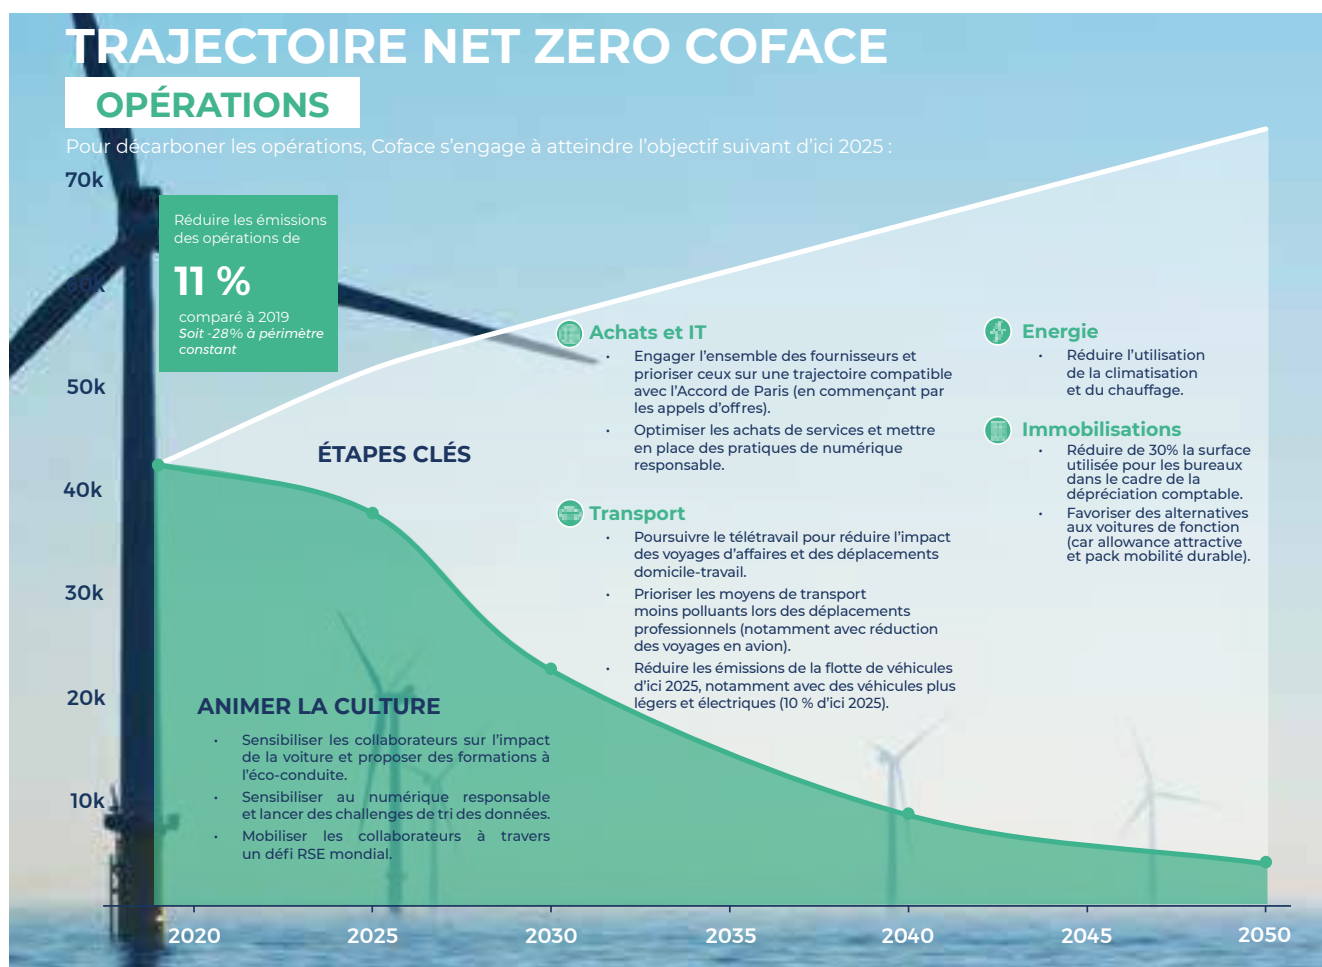 TRAJECTOIRE NET ZERO COFACE
OPÉRATIONS
Pour décarboner les opérations, Coface s’engage à atteindre l’objectif suivant d’ici 2025 :
70k
Réduire les émissions
des opérations de
11 %
comparé à 2019
Soit -28% à périmètre
constant
60k
50k
40k
30k
20k
10k
ÉTAPES CLÉS
Achats et IT
• Engager l’ensemble des fournisseurs et
prioriser ceux sur une trajectoire compatible
avec l’Accord de Paris (en commençant par
les appels d’offres).
• Optimiser les achats de services et mettre
en place des pratiques de numérique
responsable.
Transport
• Poursuivre le télétravail pour réduire l’impact
des voyages d’affaires et des déplacements
domicile-travail.
• Prioriser les moyens de transport
moins polluants lors des déplacements
professionnels (notamment avec réduction
des voyages en avion).
• Réduire les émissions de la flotte de véhicules
d’ici 2025, notamment avec des véhicules plus
légers et électriques (10 % d’ici 2025).
Energie
• Réduire l’utilisation
de la climatisation
et du chauffage.
Immobilisations
• Réduire de 30% la surface
utilisée pour les bureaux
dans le cadre de la
dépréciation comptable.
• Favoriser des alternatives
aux voitures de fonction
(car allowance attractive
et pack mobilité durable).
ANIMER LA CULTURE
• Sensibiliser les collaborateurs sur l’impact
de la voiture et proposer des formations à
l’éco-conduite.
• Sensibiliser au numérique responsable
et lancer des challenges de tri des données.
• Mobiliser les collaborateurs à travers
un défi RSE mondial.
2020
2025
2030
2035
2040
2045
2050